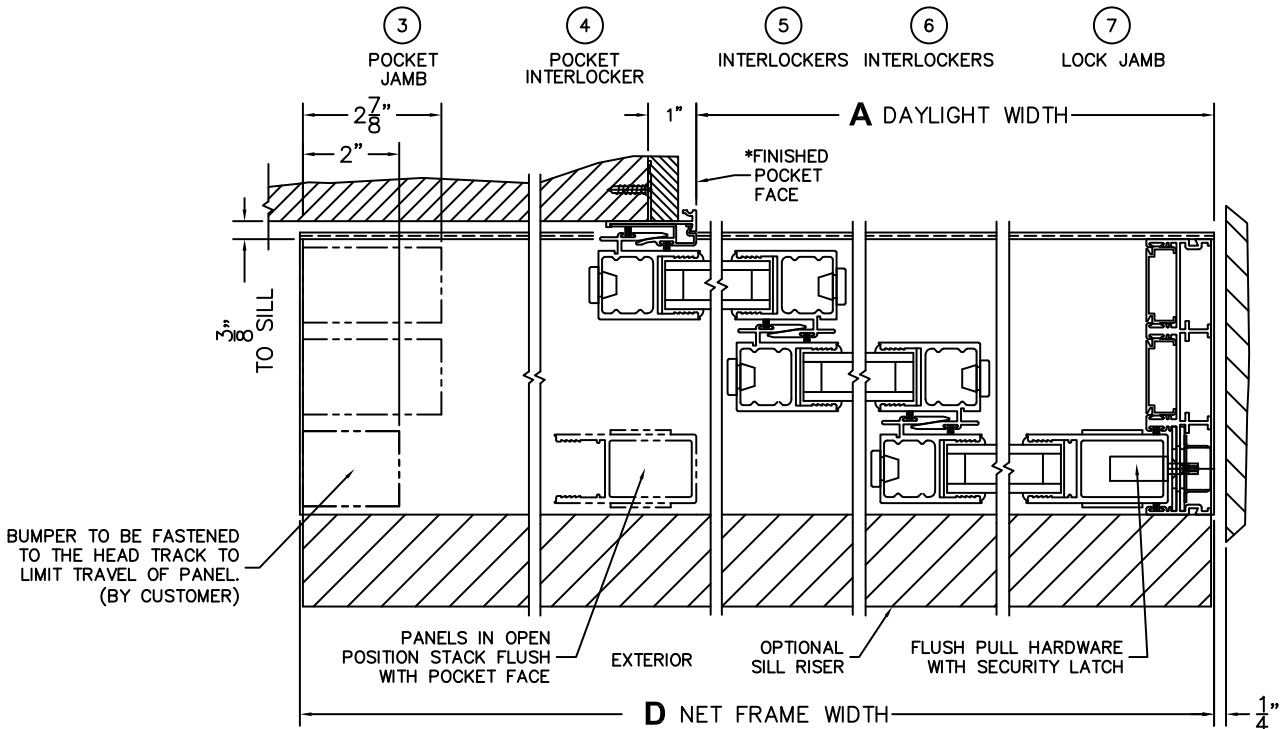 3
POCKET
JAMB
4
POCKET
INTERLOCKER
5
INTERLOCKERS
6
INTERLOCKERS
7
LOCK JAMB
2 7/8"
2"
1"
A DAYLIGHT WIDTH
*FINISHED
POCKET
FACE
3/8"
TO SILL
BUMPER TO BE FASTENED
TO THE HEAD TRACK TO
LIMIT TRAVEL OF PANEL.
(BY CUSTOMER)
PANELS IN OPEN
POSITION STACK FLUSH
WITH POCKET FACE
EXTERIOR
OPTIONAL
SILL RISER
FLUSH PULL HARDWARE
WITH SECURITY LATCH
D NET FRAME WIDTH
1/4"